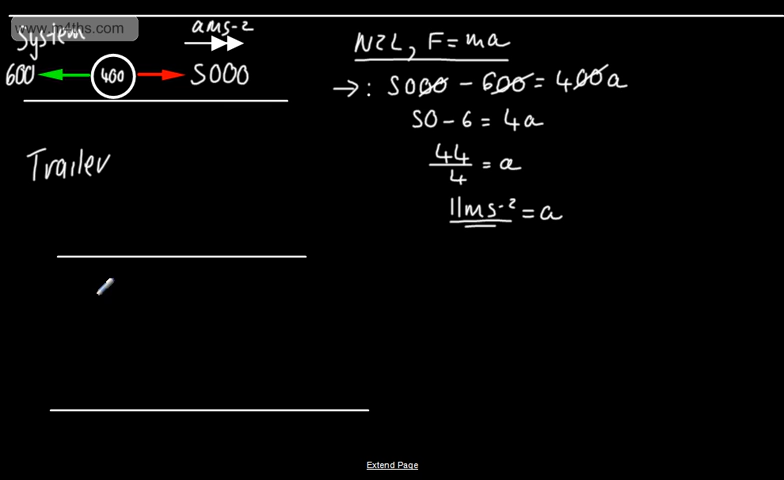 www.m4ths.com
System
ams-2
600 400 5000
Trailer
N2L, F=ma
→: 5000 - 600 = 400a
50 - 6 = 4a
44/4 = a
11ms-2 = a
Extend Page